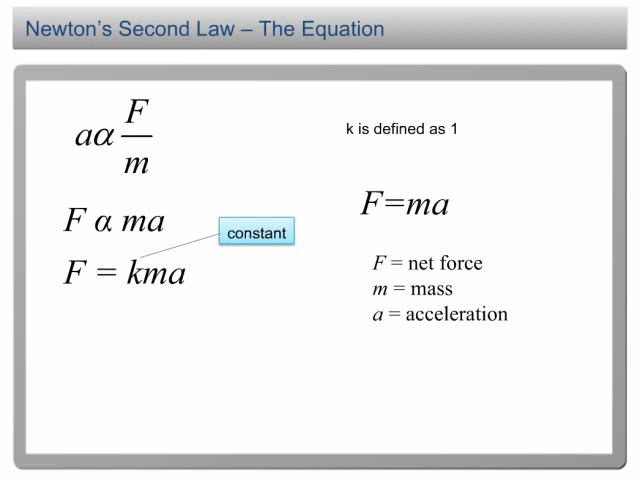 Newton's Second Law – The Equation
aα F/m
F α ma
F = kma
constant
k is defined as 1
F=ma
F = net force
m = mass
a = acceleration